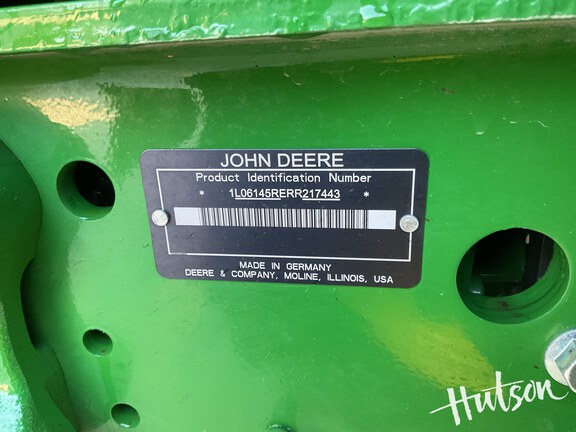 JOHN DEERE
Product Identification Number
* 1L06145RERR217443 *
MADE IN GERMANY
DEERE & COMPANY, MOLINE, ILLINOIS, USA
Hutson